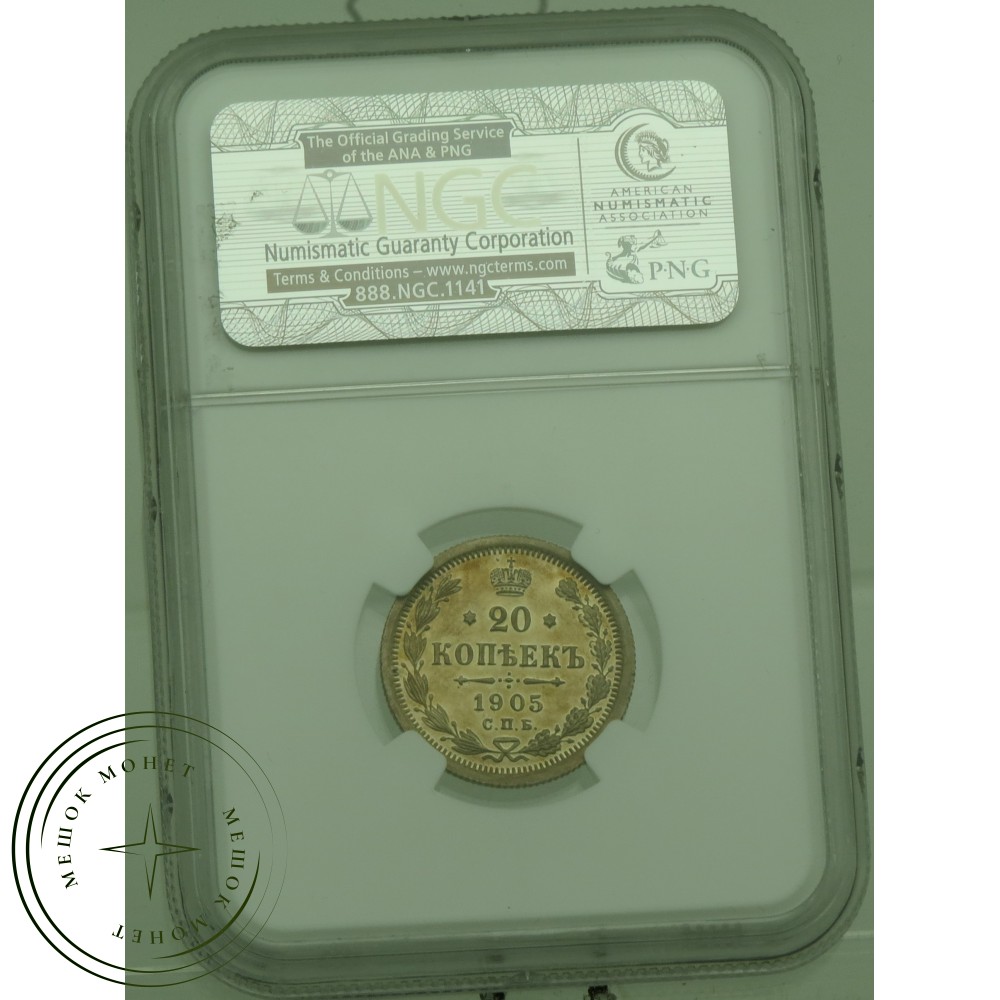 The Official Grading Service
of the ANA & PNG
NGC
Numismatic Guaranty Corporation
Terms & Conditions – www.ngcterms.com
888.NGC.1141
AMERICAN
NUMISMATIC
ASSOCIATION
P·N·G
20
КОПѢЕКЪ
1905
С.П.Б.
МЕШОК МОНЕТ
МЕШОК МОНЕТ